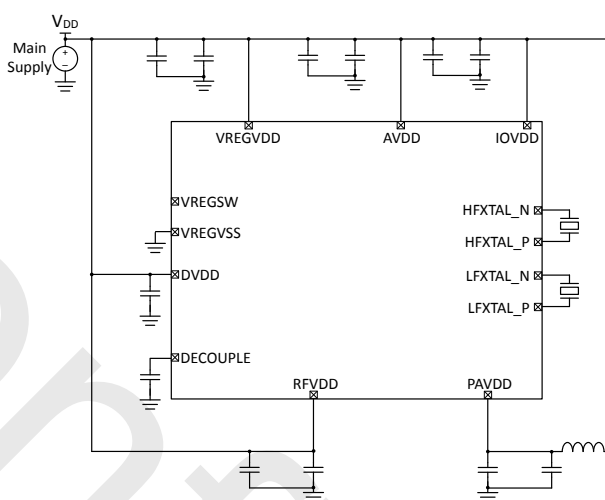 VDD
Main
Supply
VREGVDD
AVDD
IOVDD
VREGSW
HFXTAL_N
VREGVSS
HFXTAL_P
DVDD
LFXTAL_N
LFXTAL_P
DECOUPLE
RFVDD
PAVDD